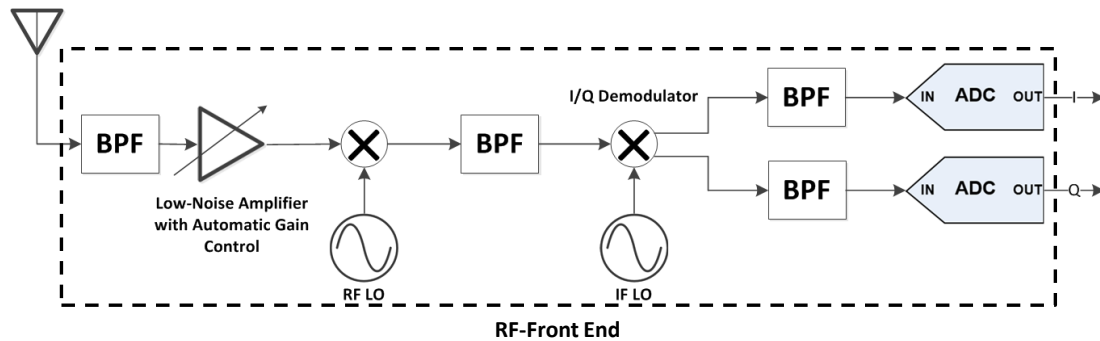 I/Q Demodulator
BPF
IN ADC OUT
I
BPF
BPF
BPF
IN ADC OUT
Q
Low-Noise Amplifier
with Automatic Gain
Control
RF LO
IF LO
RF-Front End